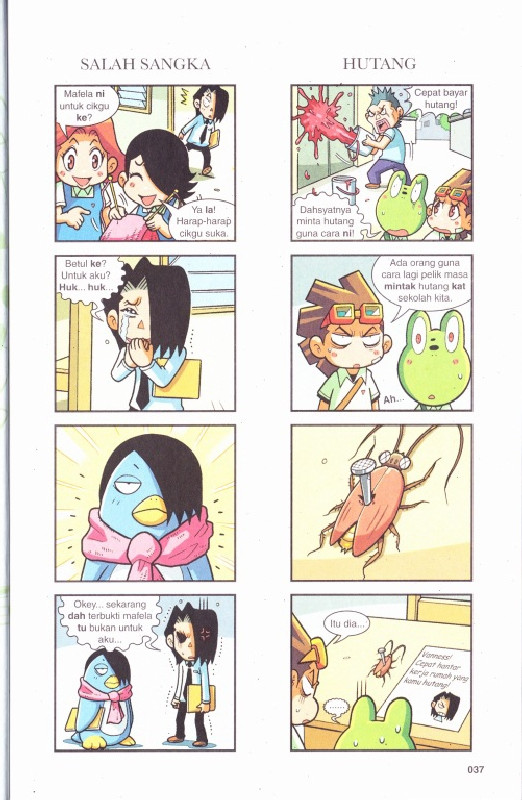 SALAH SANGKA
Mafela ni
untuk cikgu
ke?
Ya la!
Harap-harap
cikgu suka.
Betul ke?
Untuk aku?
Huk... huk...
Okey... sekarang
dah terbukti mafela
tu bukan untuk
aku...
HUTANG
Cepat bayar
hutang!
Dahsyatnya
minta hutang
guna cara ni!
Ada orang guna
cara lagi pelik masa
mintak hutang kat
sekolah kita.
Ah...
Itu dia...
Vanness!
Cepat hantar
kerja rumah yang
kamu hutang!
.......
037